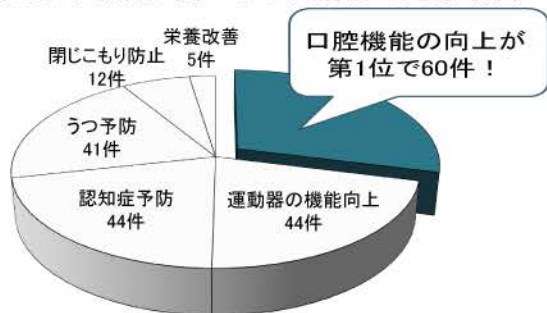 栄養改善
5件
口腔機能の向上が
第1位で60件！
閉じこもり防止
12件
うつ予防
41件
認知症予防
44件
運動器の機能向上
44件